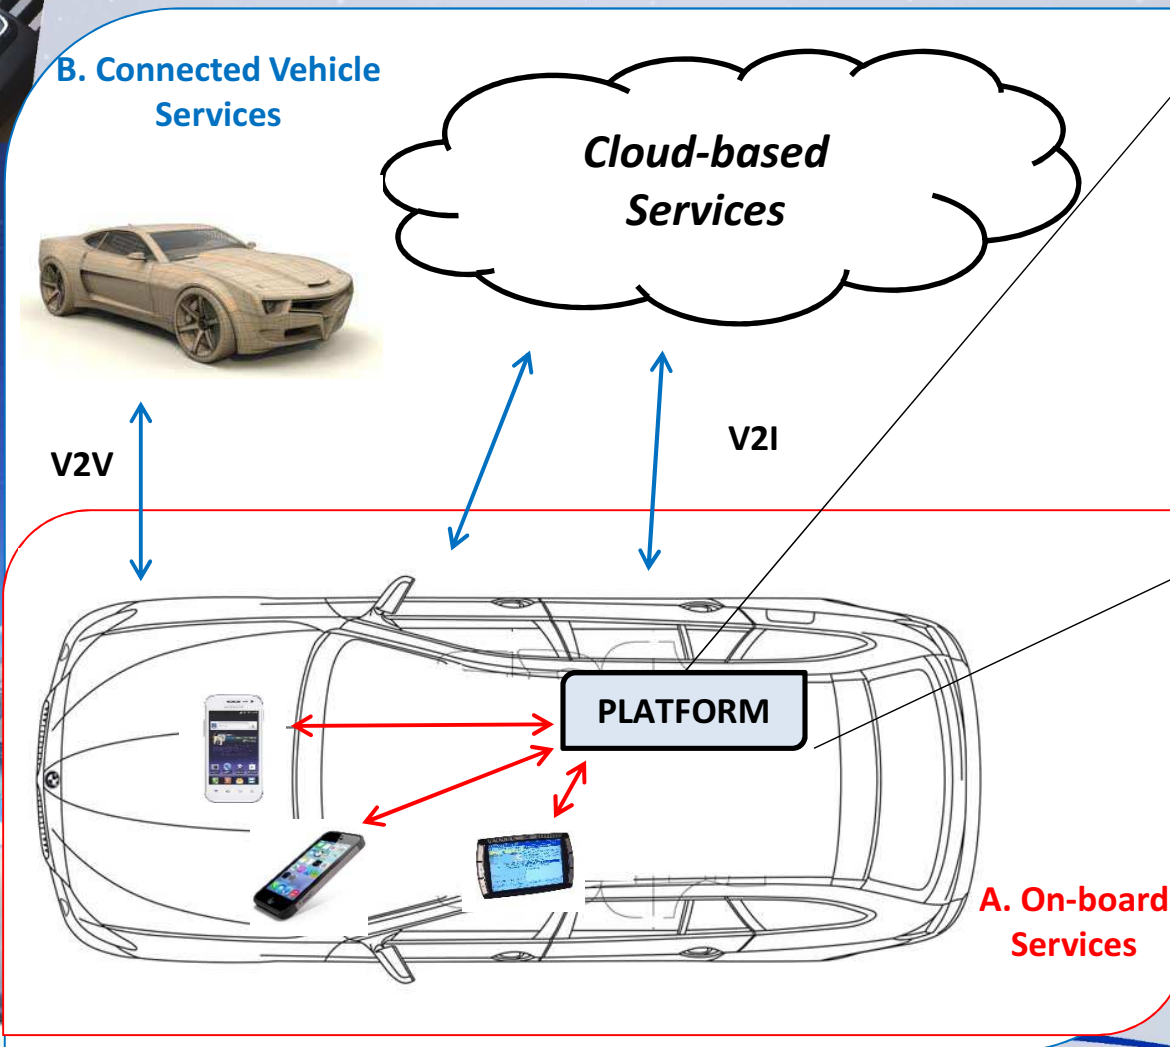 B. Connected Vehicle
Services
Cloud-based
Services
V2V
V2I
PLATFORM
A. On-board
Services